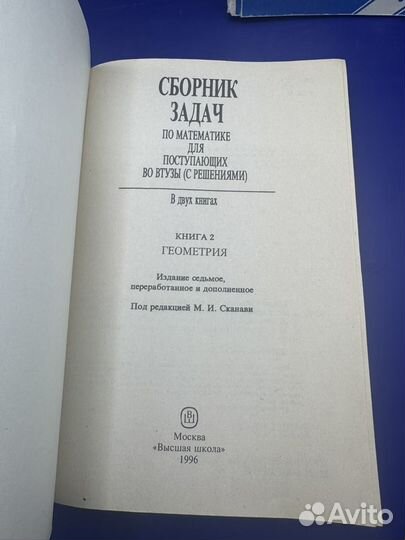 СБОРНИК
ЗАДАЧ
ПО МАТЕМАТИКЕ
ДЛЯ
ПОСТУПАЮЩИХ
ВО ВТУЗЫ (С РЕШЕНИЯМИ)
В двух книгах
КНИГА 2
ГЕОМЕТРИЯ
Издание седьмое,
переработанное и дополненное
Под редакцией М. И. Сканави
ВШ
Москва
«Высшая школа»
1996
Avito